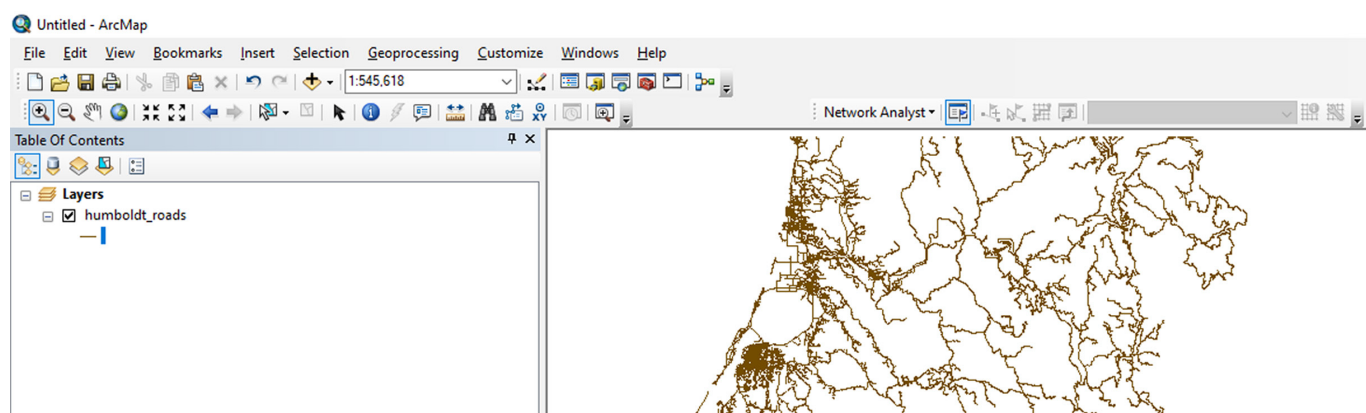 Untitled - ArcMap
File Edit View Bookmarks Insert Selection Geoprocessing Customize Windows Help
1:545,618
XY Network Analyst
Table Of Contents
Layers
humboldt_roads